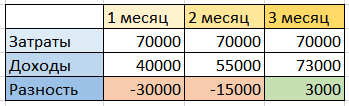 1 месяц 2 месяц 3 месяц
Затраты 70000 70000 70000
Доходы 40000 55000 73000
Разность -30000 -15000 3000